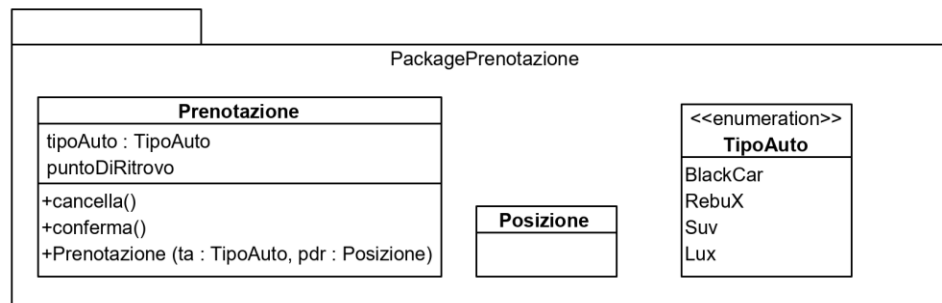 PackagePrenotazione
Prenotazione
tipoAuto : TipoAuto
puntoDiRitrovo
+cancella()
+conferma()
+Prenotazione (ta : TipoAuto, pdr : Posizione)
Posizione
<<enumeration>>
TipoAuto
BlackCar
RebuX
Suv
Lux